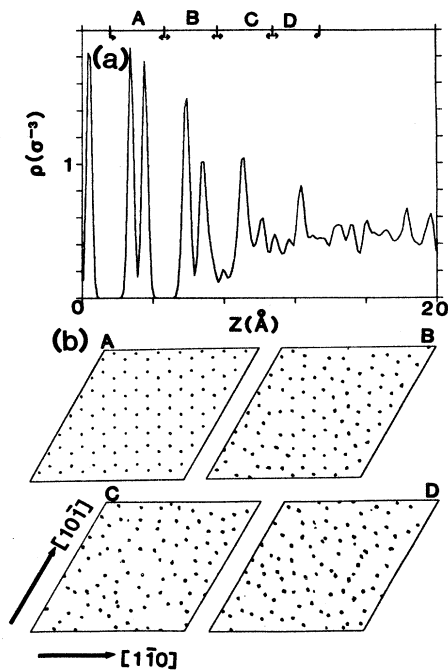 A B C D
(a)
ρ(σ⁻³)
1
0 20
Z(Å)
(b)
A B
C D
[101̄]
[11̄0]